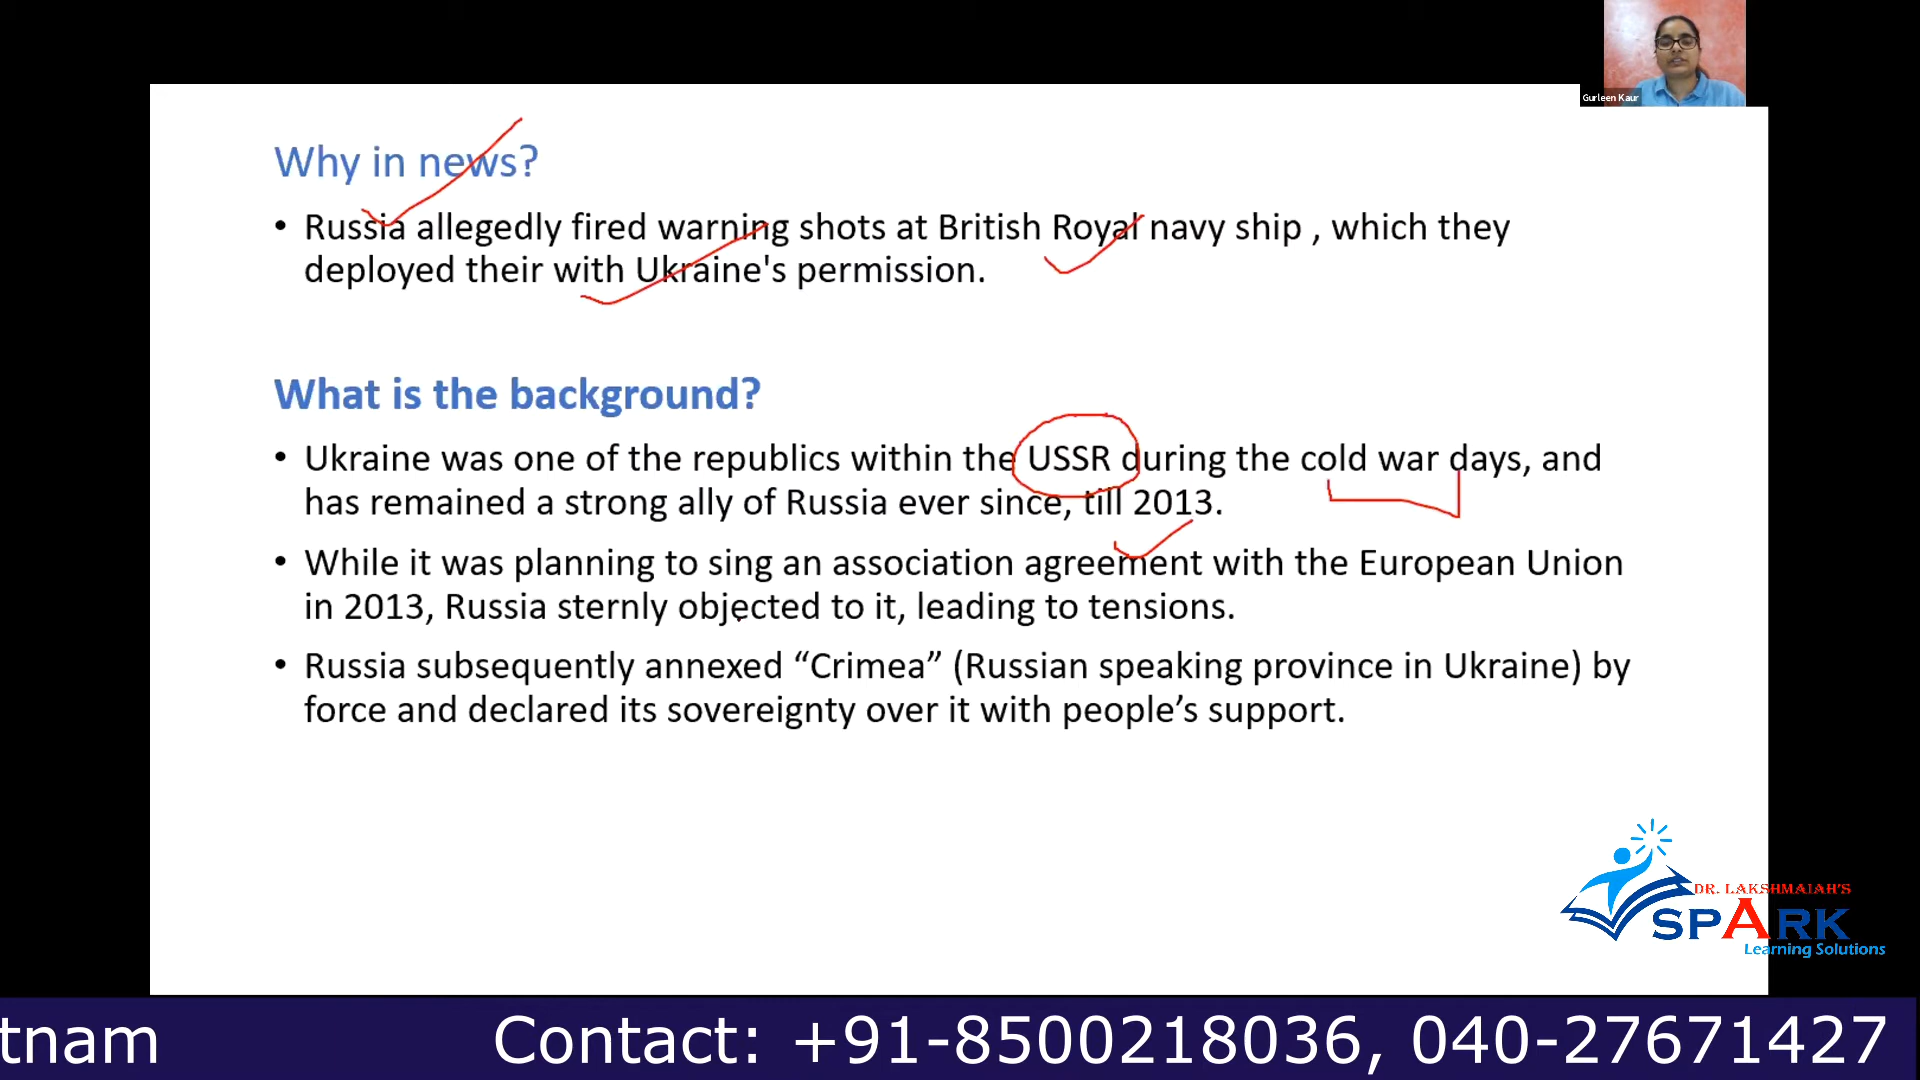 Gurleen Kaur
Why in news?
• Russia allegedly fired warning shots at British Royal navy ship , which they
deployed their with Ukraine's permission.
What is the background?
• Ukraine was one of the republics within the USSR during the cold war days, and
has remained a strong ally of Russia ever since, till 2013.
• While it was planning to sing an association agreement with the European Union
in 2013, Russia sternly objected to it, leading to tensions.
• Russia subsequently annexed “Crimea” (Russian speaking province in Ukraine) by
force and declared its sovereignty over it with people’s support.
DR. LAKSHMAIAH'S
SPARK
Learning Solutions
tnam Contact: +91-8500218036, 040-27671427